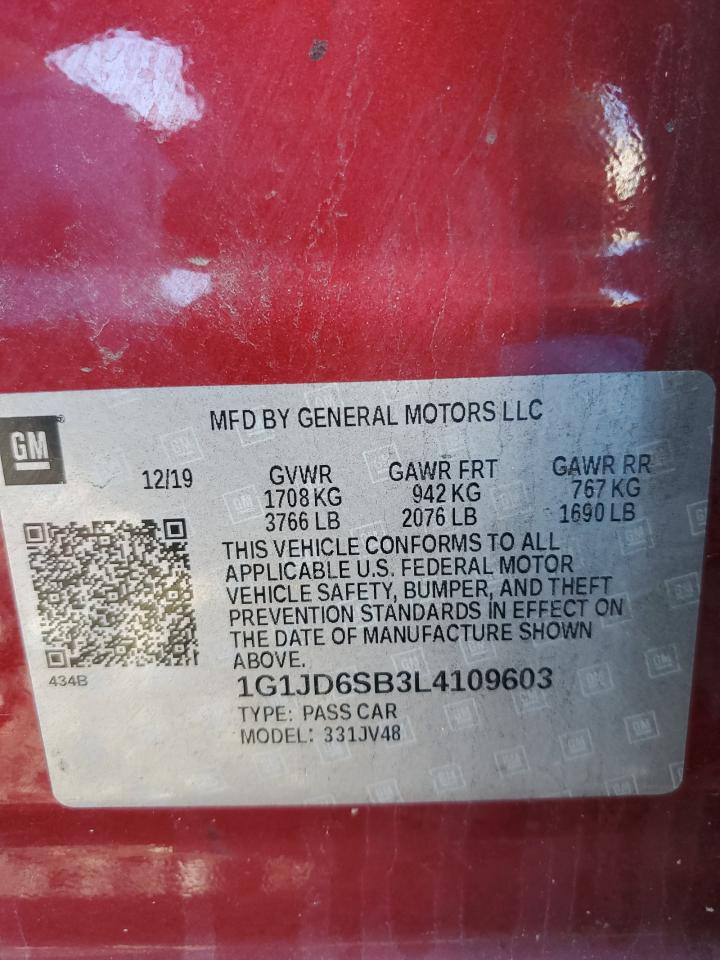 MFD BY GENERAL MOTORS LLC
GM
12/19 GVWR GAWR FRT GAWR RR
1708 KG 942 KG 767 KG
3766 LB 2076 LB 1690 LB
THIS VEHICLE CONFORMS TO ALL
APPLICABLE U.S. FEDERAL MOTOR
VEHICLE SAFETY, BUMPER, AND THEFT
PREVENTION STANDARDS IN EFFECT ON
THE DATE OF MANUFACTURE SHOWN
ABOVE.
434B
1G1JD6SB3L4109603
TYPE: PASS CAR
MODEL: 331JV48